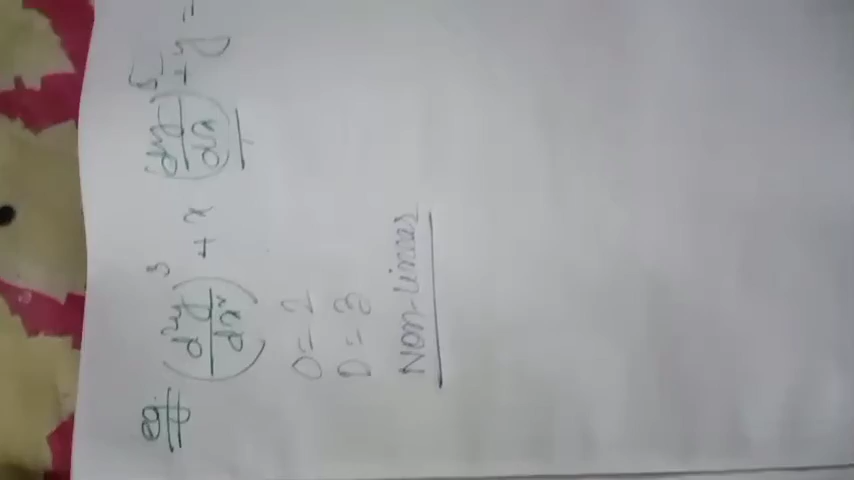 eg. (d²y/dx²)³ + x (dy/dx)⁵ + y =
O = 2
D = 3
Non-linear